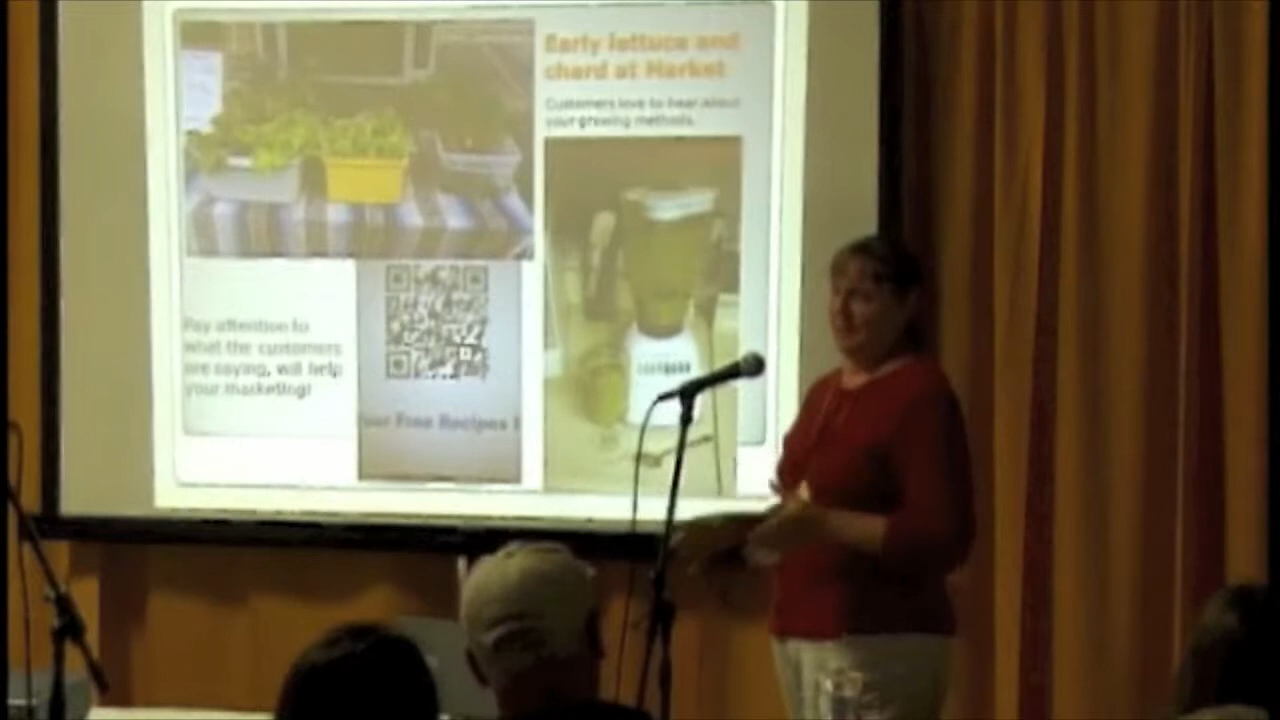 Early lettuce and
chard at Market
Customers love to hear about
your growing methods.
Pay attention to
what the customers
are saying, will help
your marketing!
our Free Recipes